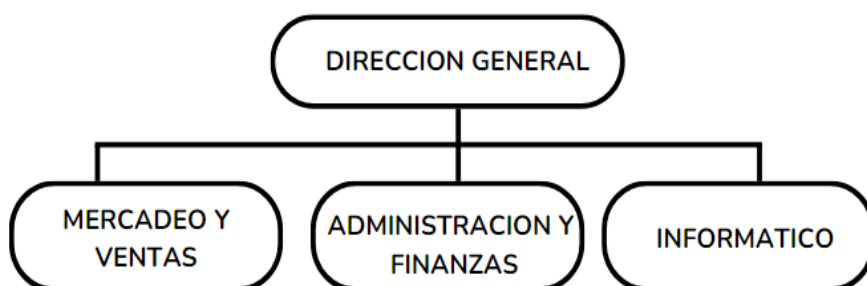 DIRECCION GENERAL
MERCADEO Y
VENTAS
ADMINISTRACION Y
FINANZAS
INFORMATICO